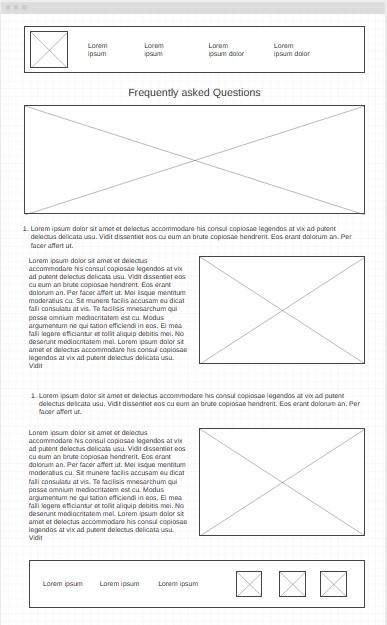 Lorem
ipsum
Lorem
ipsum
Lorem
ipsum dolor
Lorem
ipsum dolor
Frequently asked Questions
1. Lorem ipsum dolor sit amet et delectus accommodare his consul copiosae legendos at vix ad putent
delectus delicata usu. Vidit dissentiet eos cu eum an brute copiosae hendrerit. Eos erant dolorum an. Per
facer affert ut.
Lorem ipsum dolor sit amet et delectus
accommodare his consul copiosae legendos at vix
ad putent delectus delicata usu. Vidit dissentiet eos
cu eum an brute copiosae hendrerit. Eos erant
dolorum an. Per facer affert ut. Mei iisque mentitum
moderatius cu. Sit munere facilis accusam eu dicat
falli consulatu at vis. Te facilisis mnesarchum qui
posse omnium mediocritatem est cu. Modus
argumentum ne qui tation efficiendi in eos. Ei mea
falli legere efficiantur et tollit utinam debitis mei. No
deserunt mediocritatem mel. Lorem ipsum dolor sit
amet et delectus accommodare his consul copiosae
legendos at vix ad putent delectus delicata usu.
Vidit
1. Lorem ipsum dolor sit amet et delectus accommodare his consul copiosae legendos at vix ad putent
delectus delicata usu. Vidit dissentiet eos cu eum an brute copiosae hendrerit. Eos erant dolorum an. Per
facer affert ut.
Lorem ipsum dolor sit amet et delectus
accommodare his consul copiosae legendos at vix
ad putent delectus delicata usu. Vidit dissentiet eos
cu eum an brute copiosae hendrerit. Eos erant
dolorum an. Per facer affert ut. Mei iisque mentitum
moderatius cu. Sit munere facilis accusam eu dicat
falli consulatu at vis. Te facilisis mnesarchum qui
posse omnium mediocritatem est cu. Modus
argumentum ne qui tation efficiendi in eos. Ei mea
falli legere efficiantur et tollit utinam debitis mei. No
deserunt mediocritatem mel. Lorem ipsum dolor sit
amet et delectus accommodare his consul copiosae
legendos at vix ad putent delectus delicata usu.
Vidit
Lorem ipsum
Lorem ipsum
Lorem ipsum